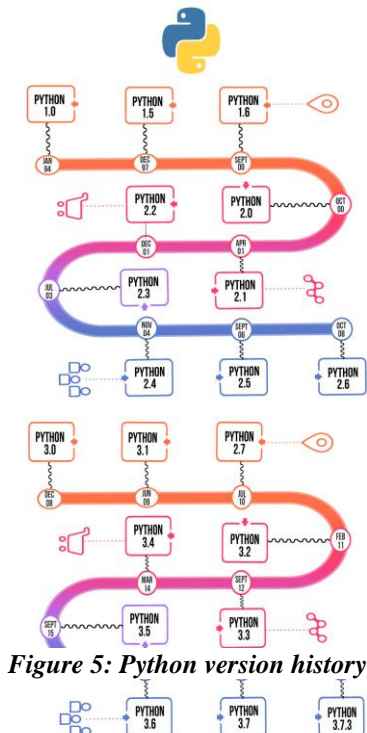 PYTHON 1.0
PYTHON 1.5
PYTHON 1.6
JAN 94
DEC 97
SEPT 00
PYTHON 2.2
PYTHON 2.0
OCT 00
DEC 01
APR 01
JUL 03
PYTHON 2.3
PYTHON 2.1
NOV 04
SEPT 06
OCT 08
PYTHON 2.4
PYTHON 2.5
PYTHON 2.6
PYTHON 3.0
PYTHON 3.1
PYTHON 2.7
DEC 08
JUN 09
JUL 10
PYTHON 3.4
PYTHON 3.2
FEB 11
MAR 14
SEPT 12
SEPT 15
PYTHON 3.5
PYTHON 3.3
Figure 5: Python version history
PYTHON 3.6
PYTHON 3.7
PYTHON 3.7.3